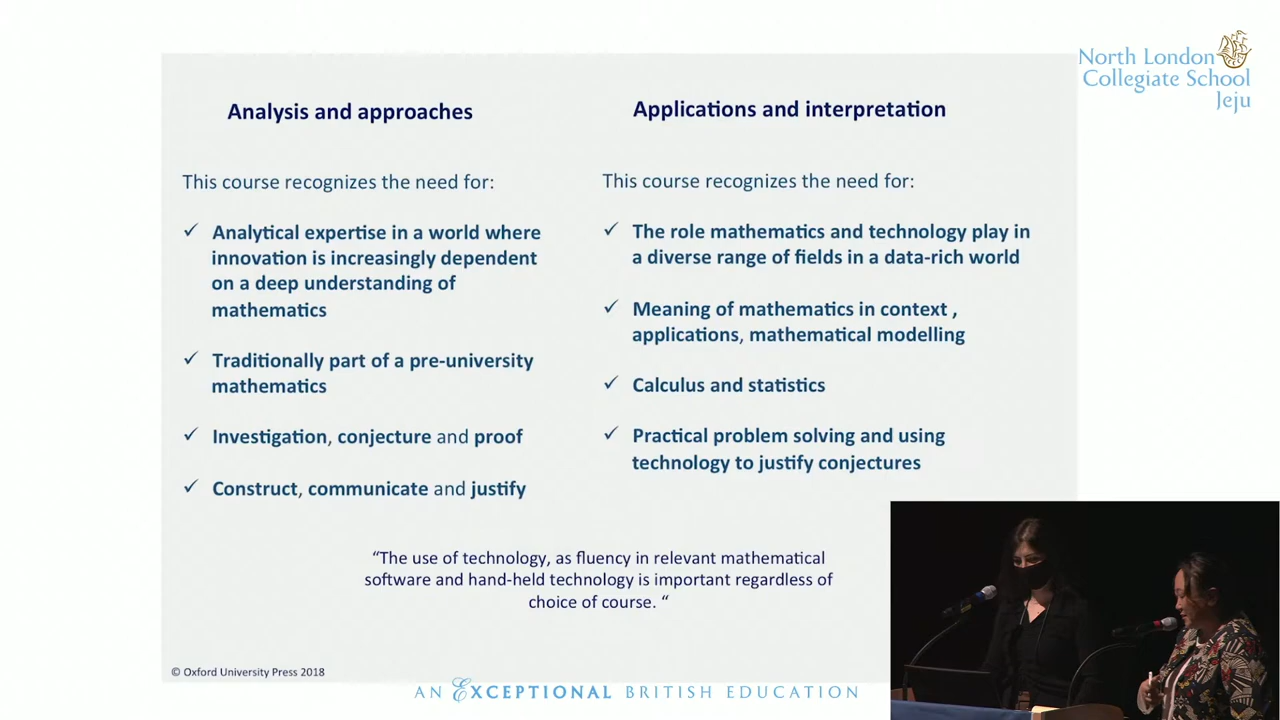 North London
Collegiate School
Jeju
Analysis and approaches
This course recognizes the need for:
✓ Analytical expertise in a world where
innovation is increasingly dependent
on a deep understanding of
mathematics
✓ Traditionally part of a pre-university
mathematics
✓ Investigation, conjecture and proof
✓ Construct, communicate and justify
Applications and interpretation
This course recognizes the need for:
✓ The role mathematics and technology play in
a diverse range of fields in a data-rich world
✓ Meaning of mathematics in context ,
applications, mathematical modelling
✓ Calculus and statistics
✓ Practical problem solving and using
technology to justify conjectures
“The use of technology, as fluency in relevant mathematical
software and hand-held technology is important regardless of
choice of course. “
© Oxford University Press 2018
AN EXCEPTIONAL BRITISH EDUCATION